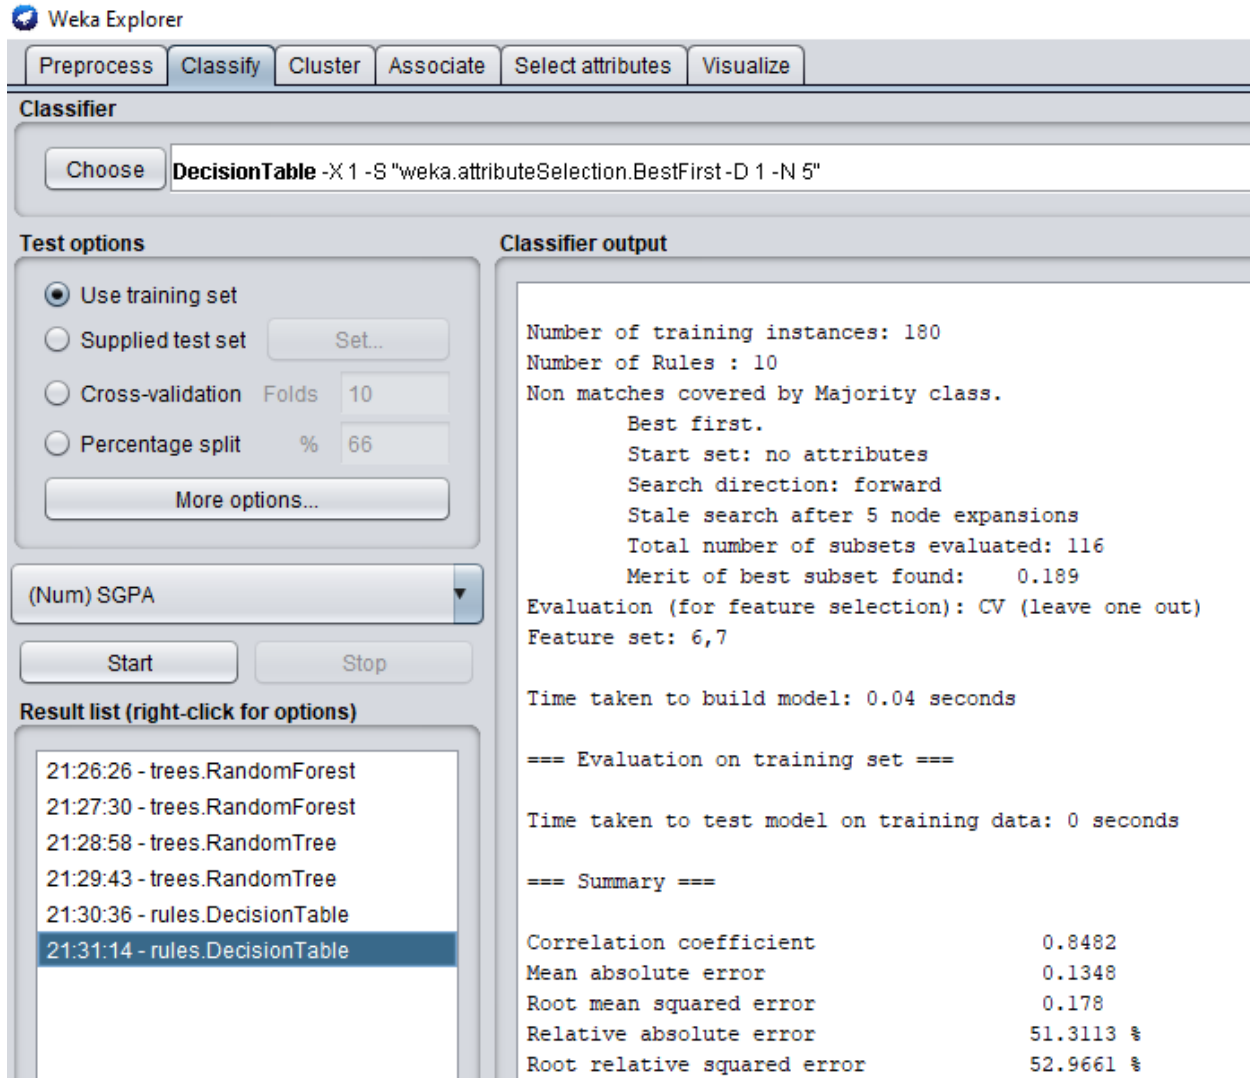 Weka Explorer
Preprocess Classify Cluster Associate Select attributes Visualize
Classifier
Choose DecisionTable -X 1 -S "weka.attributeSelection.BestFirst -D 1 -N 5"
Test options
Use training set
Supplied test set Set...
Cross-validation Folds 10
Percentage split % 66
More options...
(Num) SGPA
Start Stop
Result list (right-click for options)
21:26:26 - trees.RandomForest
21:27:30 - trees.RandomForest
21:28:58 - trees.RandomTree
21:29:43 - trees.RandomTree
21:30:36 - rules.DecisionTable
21:31:14 - rules.DecisionTable
Classifier output
Number of training instances: 180
Number of Rules : 10
Non matches covered by Majority class.
Best first.
Start set: no attributes
Search direction: forward
Stale search after 5 node expansions
Total number of subsets evaluated: 116
Merit of best subset found: 0.189
Evaluation (for feature selection): CV (leave one out)
Feature set: 6,7
Time taken to build model: 0.04 seconds
=== Evaluation on training set ===
Time taken to test model on training data: 0 seconds
=== Summary ===
Correlation coefficient 0.8482
Mean absolute error 0.1348
Root mean squared error 0.178
Relative absolute error 51.3113 %
Root relative squared error 52.9661 %